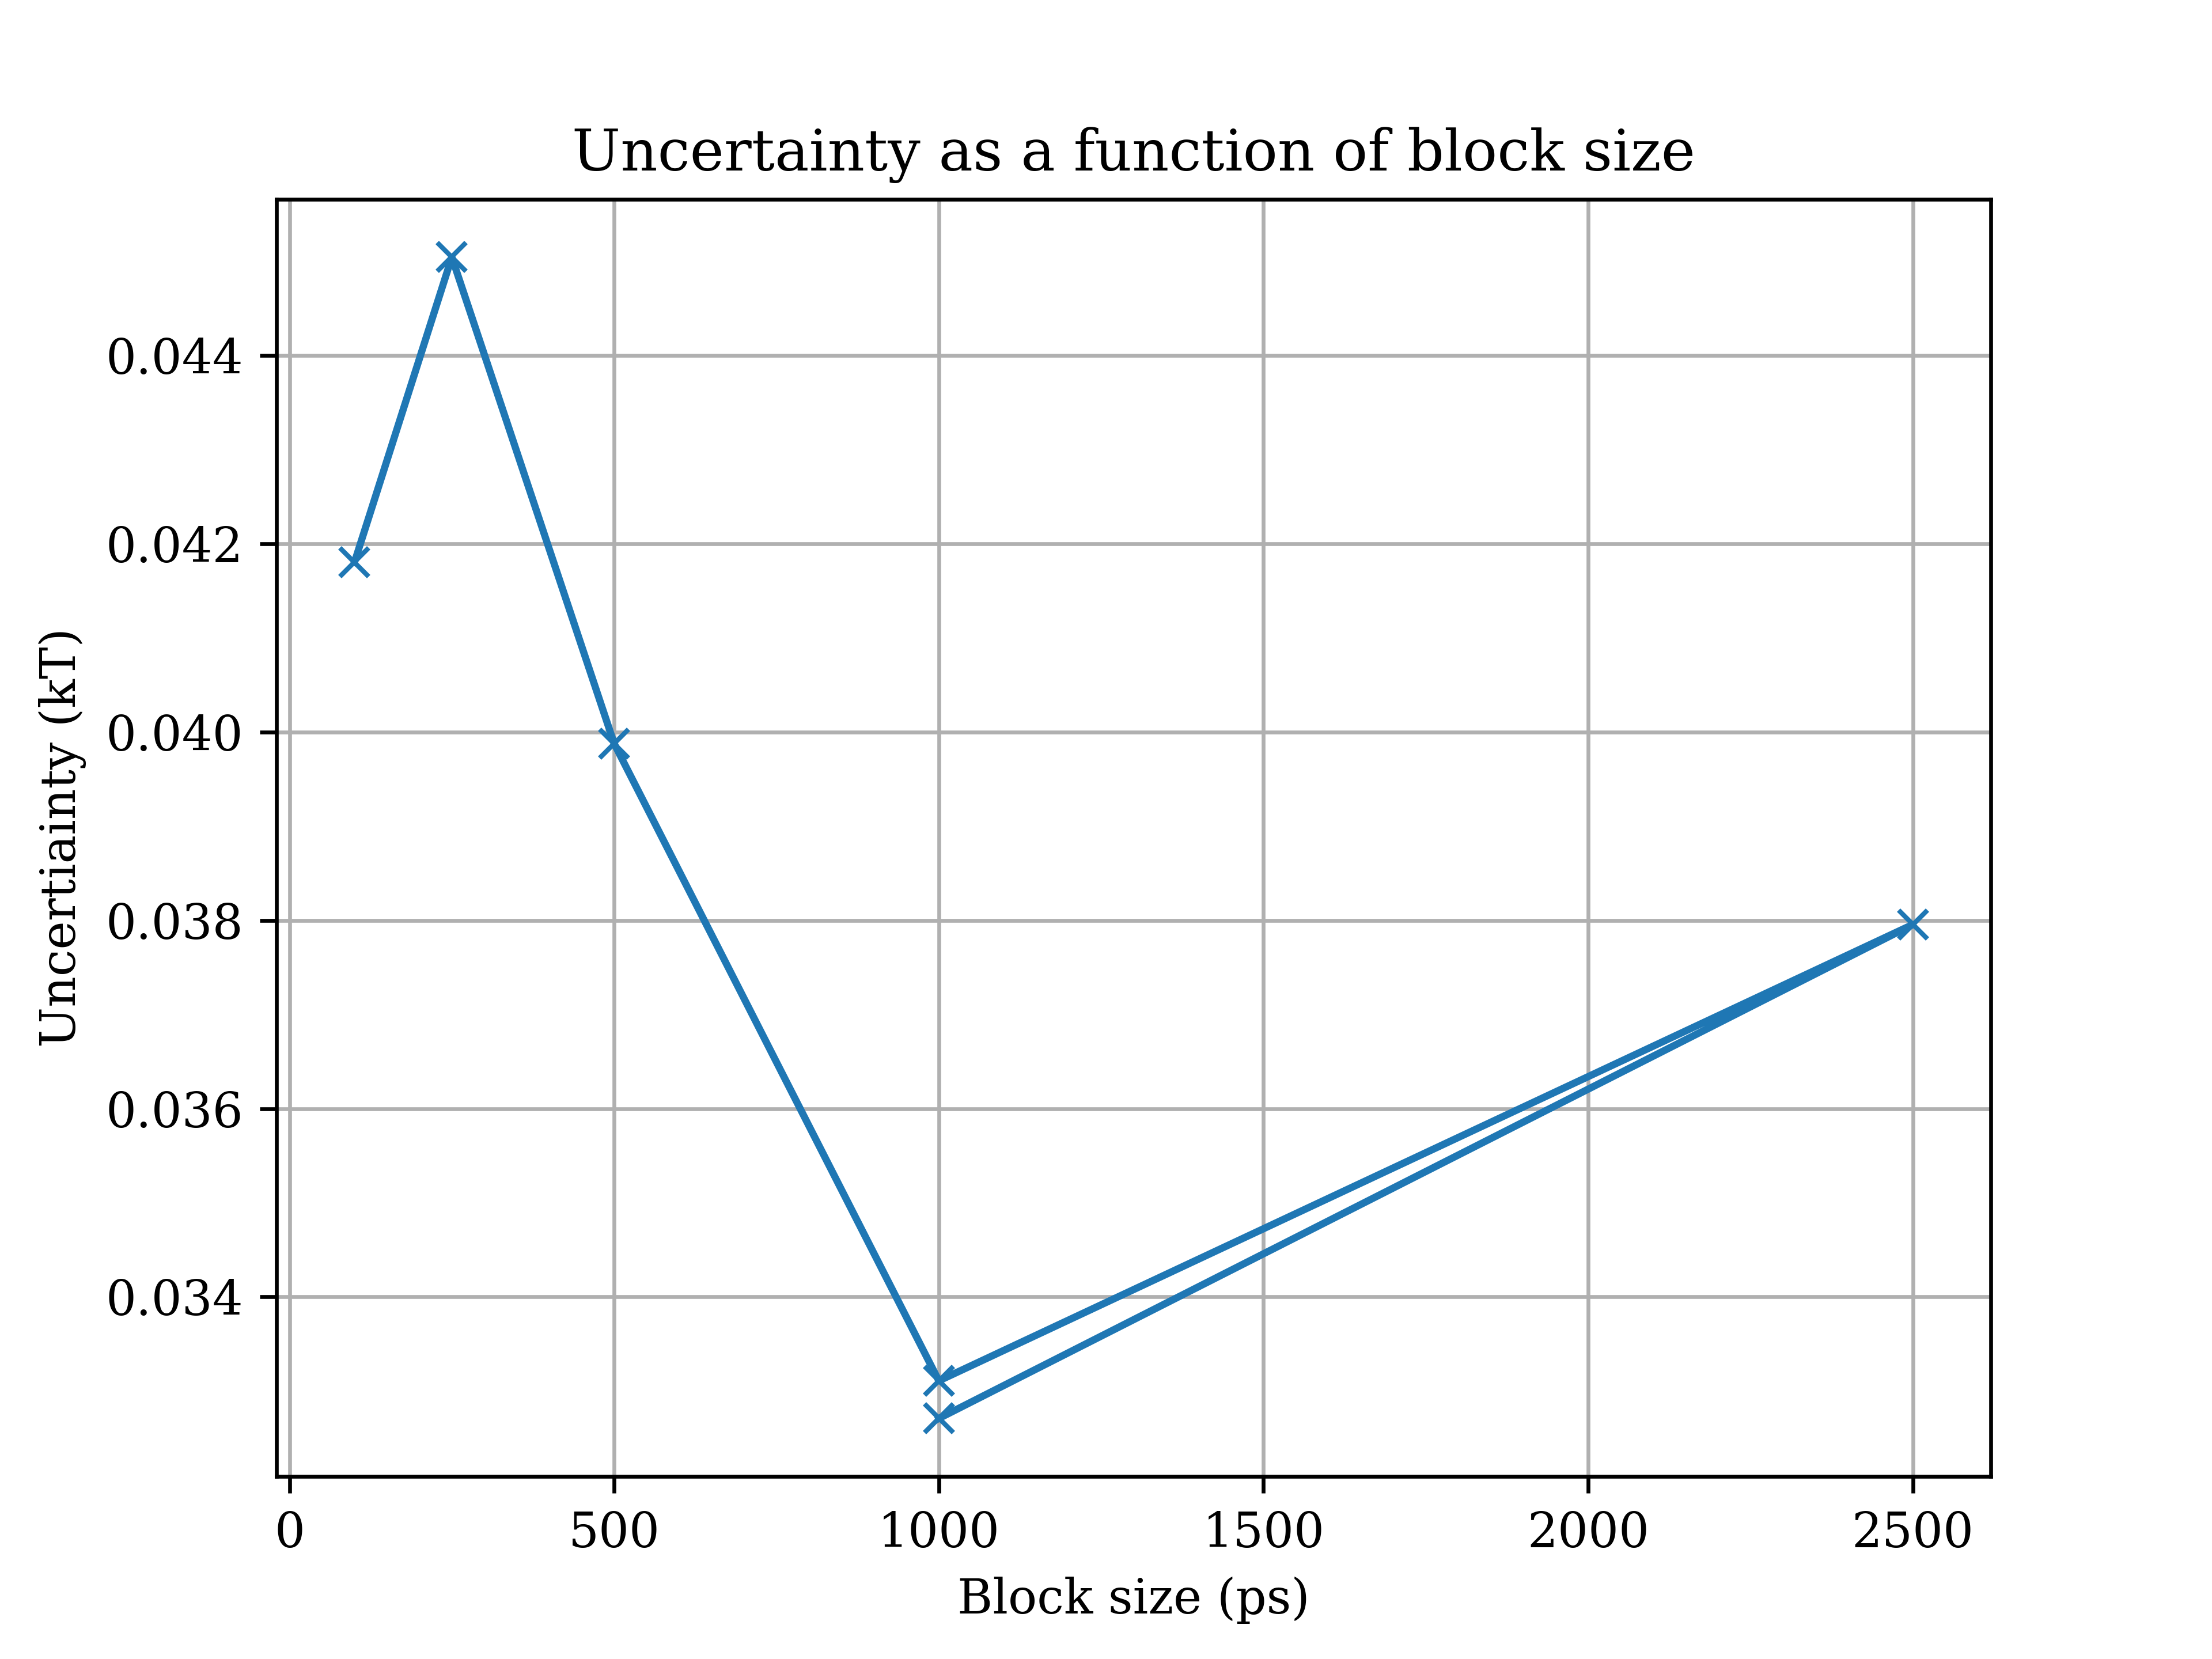 Uncertainty as a function of block size
0.044
0.042
0.040
0.038
0.036
0.034
Uncertiainty (kT)
0 500 1000 1500 2000 2500
Block size (ps)